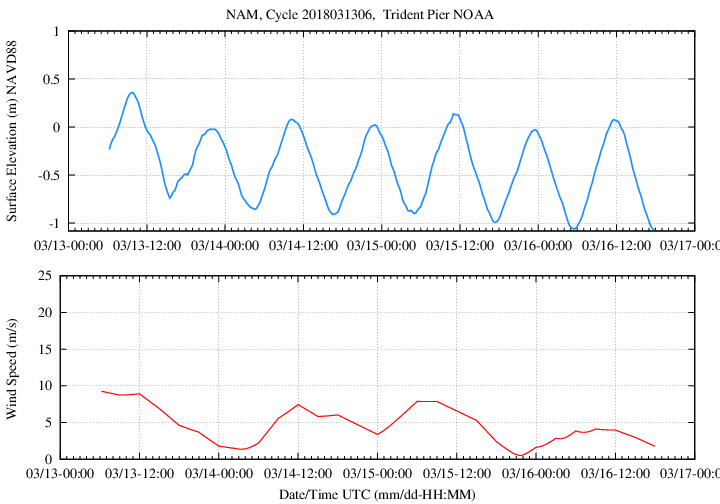 NAM, Cycle 2018031306, Trident Pier NOAA
Surface Elevation (m) NAVD88
1
0.5
0
-0.5
-1
03/13-00:00 03/13-12:00 03/14-00:00 03/14-12:00 03/15-00:00 03/15-12:00 03/16-00:00 03/16-12:00 03/17-0
Wind Speed (m/s)
25
20
15
10
5
0
03/13-00:00 03/13-12:00 03/14-00:00 03/14-12:00 03/15-00:00 03/15-12:00 03/16-00:00 03/16-12:00 03/17-0
Date/Time UTC (mm/dd-HH:MM)